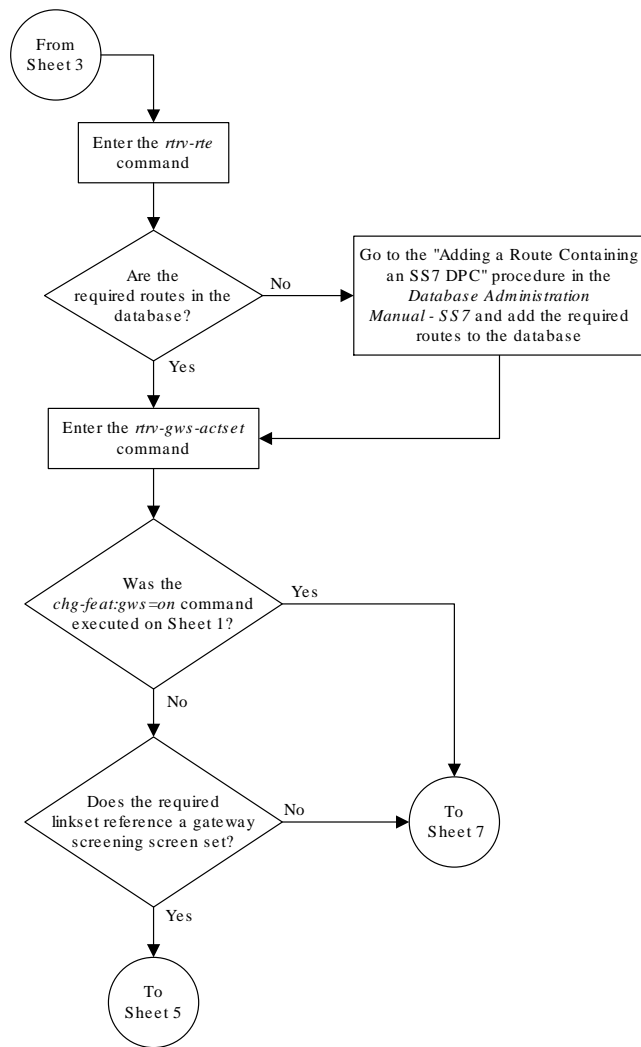 From
Sheet 3
Enter the rtrv-rte
command
Are the
required routes in the
database?
No
Go to the "Adding a Route Containing
an SS7 DPC" procedure in the
Database Administration
Manual - SS7 and add the required
routes to the database
Yes
Enter the rtrv-gws-actset
command
Was the
chg-feat:gws=on command
executed on Sheet 1?
Yes
No
Does the required
linkset reference a gateway
screening screen set?
No
To
Sheet 7
Yes
To
Sheet 5